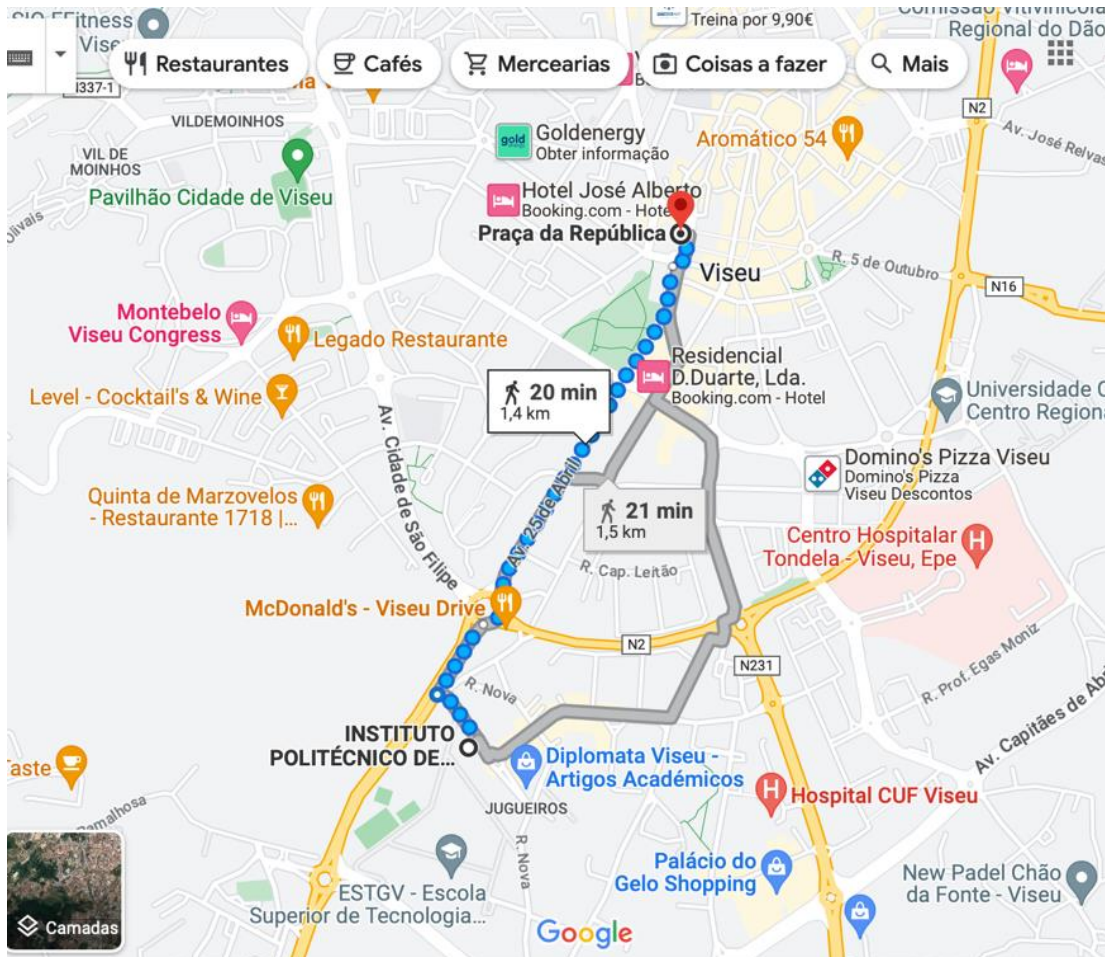 Treina por 9,90€
Regional do Dão
Fitness
Restaurantes
Cafés
Mercearias
Coisas a fazer
Mais
N337-1
N2
VILDEMOINHOS
Goldenergy
Obter informação
gold
Aromático 54
Av. José Relvas
VIL DE
MOINHOS
Pavilhão Cidade de Viseu
Hotel José Alberto
Booking.com - Hote
Praça da República
Viseu
R. 5 de Outubro
N16
Montebelo
Viseu Congress
Legado Restaurante
Residencial
D.Duarte, Lda.
Booking.com - Hotel
Level - Cocktail's & Wine
20 min
1,4 km
Universidade C
Centro Regiona
Av. Cidade de São Filipe
Av. 25 de Abril
Domino's Pizza Viseu
Domino's Pizza
Viseu Descontos
Quinta de Marzovelos
- Restaurante 1718 |...
21 min
1,5 km
Centro Hospitalar
Tondela - Viseu, Epe
H
R. Cap. Leitão
McDonald's - Viseu Drive
N2
N231
R. Prof. Egas Moniz
R. Nova
Av. Capitães de Abri
INSTITUTO
POLITÉCNICO DE...
Diplomata Viseu -
Artigos Académicos
Taste
H
Hospital CUF Viseu
JUGUEIROS
R. Nova
Palácio do
Gelo Shopping
New Padel Chão
da Fonte - Viseu
ESTGV - Escola
Superior de Tecnologia...
Camadas
Google